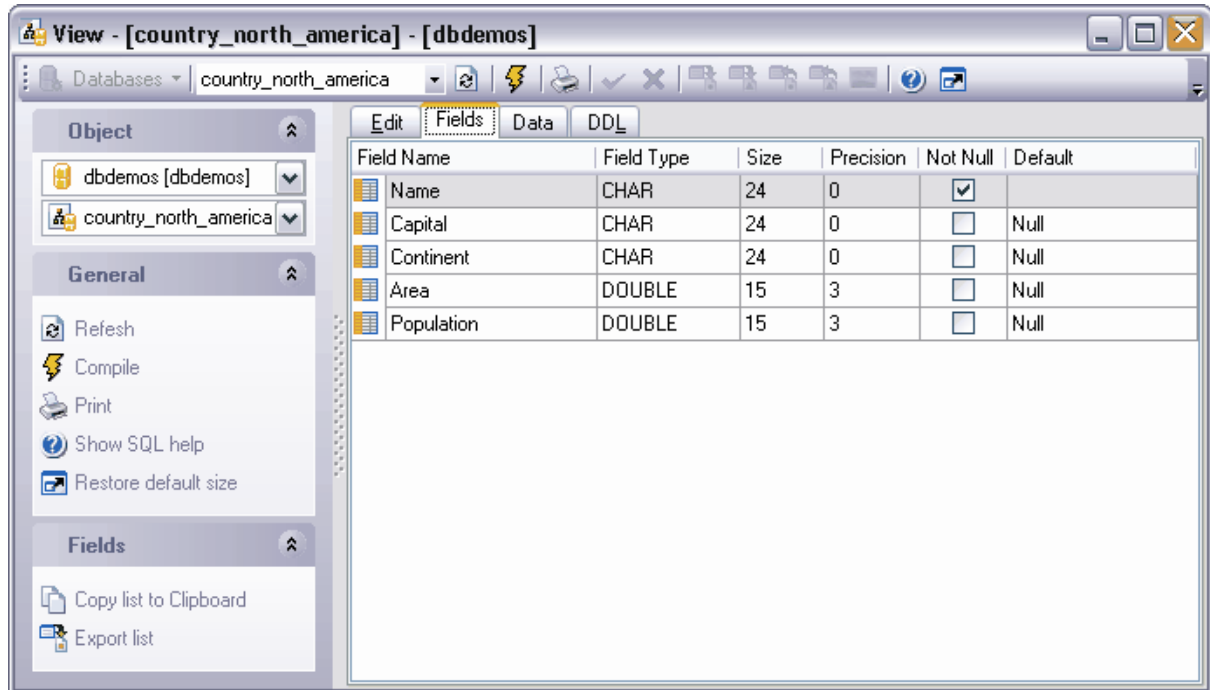 View - [country_north_america] - [dbdemos]
Databases country_north_america
Object
dbdemos [dbdemos]
country_north_america
General
Refesh
Compile
Print
Show SQL help
Restore default size
Fields
Copy list to Clipboard
Export list
Edit Fields Data DDL
Field Name Field Type Size Precision Not Null Default
Name CHAR 24 0
Capital CHAR 24 0 Null
Continent CHAR 24 0 Null
Area DOUBLE 15 3 Null
Population DOUBLE 15 3 Null